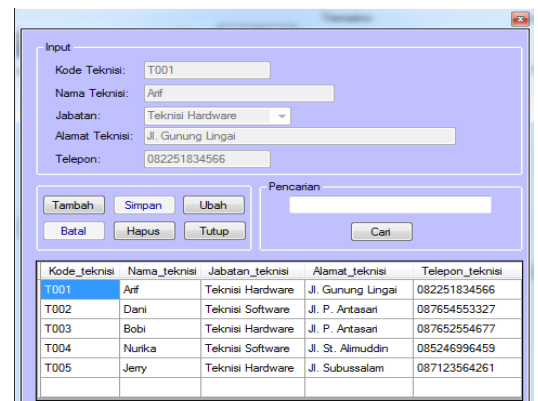 Transaksi
Input
Kode Teknisi: T001
Nama Teknisi: Arif
Jabatan: Teknisi Hardware
Alamat Teknisi: Jl. Gunung Lingai
Telepon: 082251834566
Pencarian
Tambah Simpan Ubah
Batal Hapus Tutup Cari
Kode_teknisi Nama_teknisi Jabatan_teknisi Alamat_teknisi Telepon_teknisi
T001 Arif Teknisi Hardware Jl. Gunung Lingai 082251834566
T002 Dani Teknisi Software Jl. P. Antasari 087654553327
T003 Bobi Teknisi Hardware Jl. P. Antasari 087652554677
T004 Nurika Teknisi Software Jl. St. Alimuddin 085246996459
T005 Jerry Teknisi Hardware Jl. Subussalam 087123564261